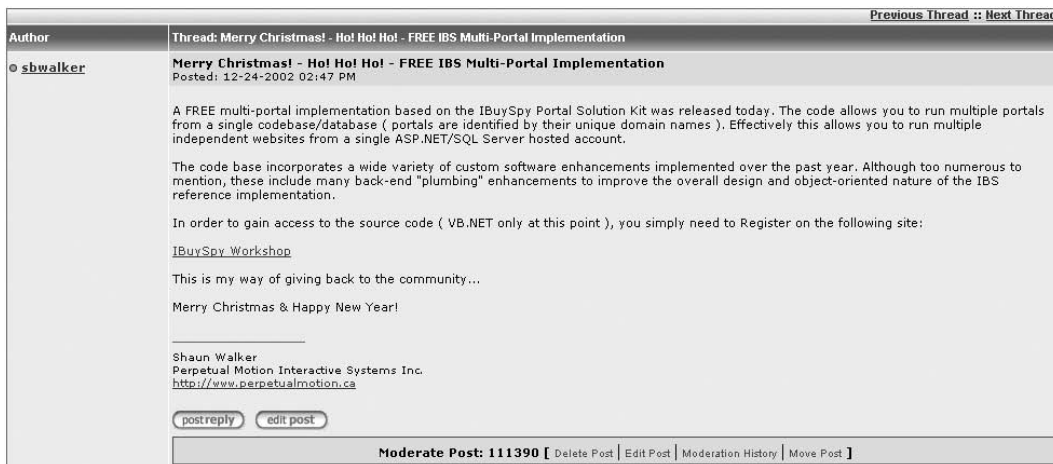 Previous Thread :: Next Thread
Author
Thread: Merry Christmas! - Ho! Ho! Ho! - FREE IBS Multi-Portal Implementation
sbwalker
Merry Christmas! - Ho! Ho! Ho! - FREE IBS Multi-Portal Implementation
Posted: 12-24-2002 02:47 PM
A FREE multi-portal implementation based on the IBuySpy Portal Solution Kit was released today. The code allows you to run multiple portals
from a single codebase/database ( portals are identified by their unique domain names ). Effectively this allows you to run multiple
independent websites from a single ASP.NET/SQL Server hosted account.
The code base incorporates a wide variety of custom software enhancements implemented over the past year. Although too numerous to
mention, these include many back-end "plumbing" enhancements to improve the overall design and object-oriented nature of the IBS
reference implementation.
In order to gain access to the source code ( VB.NET only at this point ), you simply need to Register on the following site:
IBuySpy Workshop
This is my way of giving back to the community...
Merry Christmas & Happy New Year!
Shaun Walker
Perpetual Motion Interactive Systems Inc.
http://www.perpetualmotion.ca
post reply edit post
Moderate Post: 111390 [ Delete Post | Edit Post | Moderation History | Move Post ]